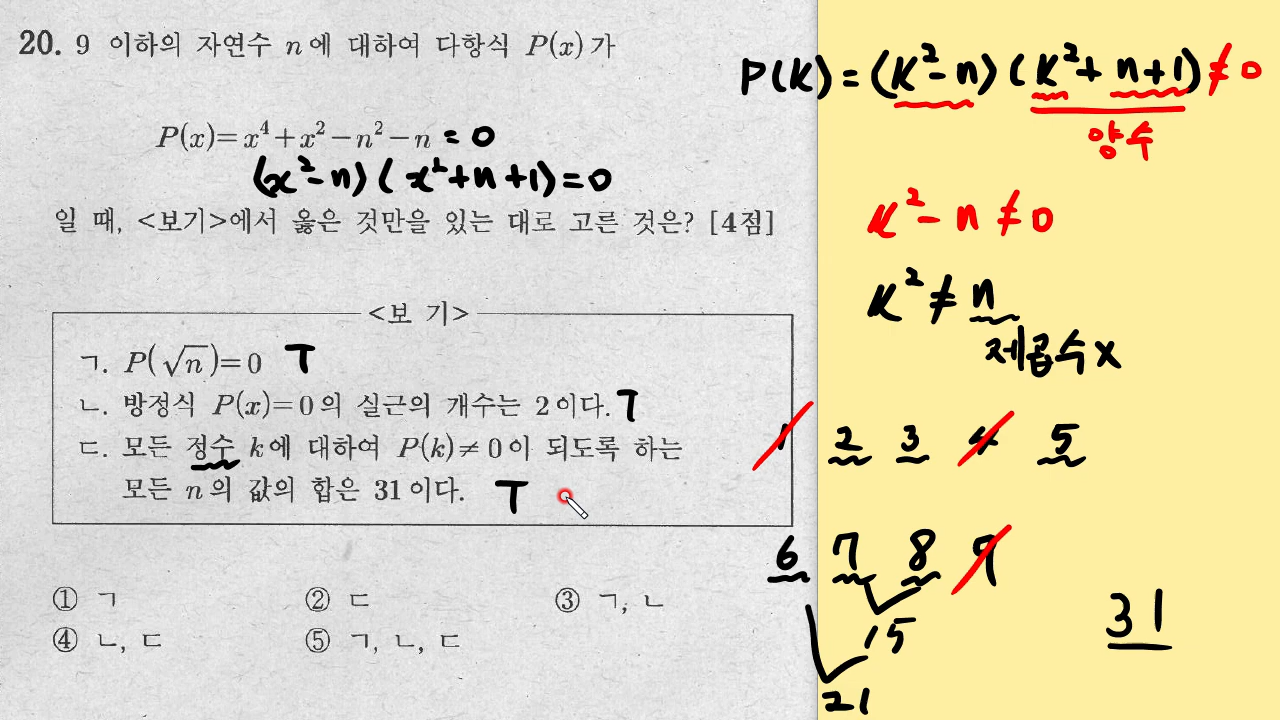 20. 9 이하의 자연수 n에 대하여 다항식 P(x)가
P(x)=x⁴+x²−n²−n = 0
(x²−n)(x²+n+1)=0
일 때, <보기>에서 옳은 것만을 있는 대로 고른 것은? [4점]
<보 기>
ㄱ. P(√n)=0 T
ㄴ. 방정식 P(x)=0의 실근의 개수는 2이다. T
ㄷ. 모든 정수 k에 대하여 P(k)≠0이 되도록 하는
모든 n의 값의 합은 31이다. T
① ㄱ ② ㄷ ③ ㄱ, ㄴ
④ ㄴ, ㄷ ⑤ ㄱ, ㄴ, ㄷ
P(K)=(K²−n)(K²+n+1)≠0
양수
K²−n≠0
K²≠n
제곱수 x
1 2 3 4 5
6 7 8 9
15
21
31